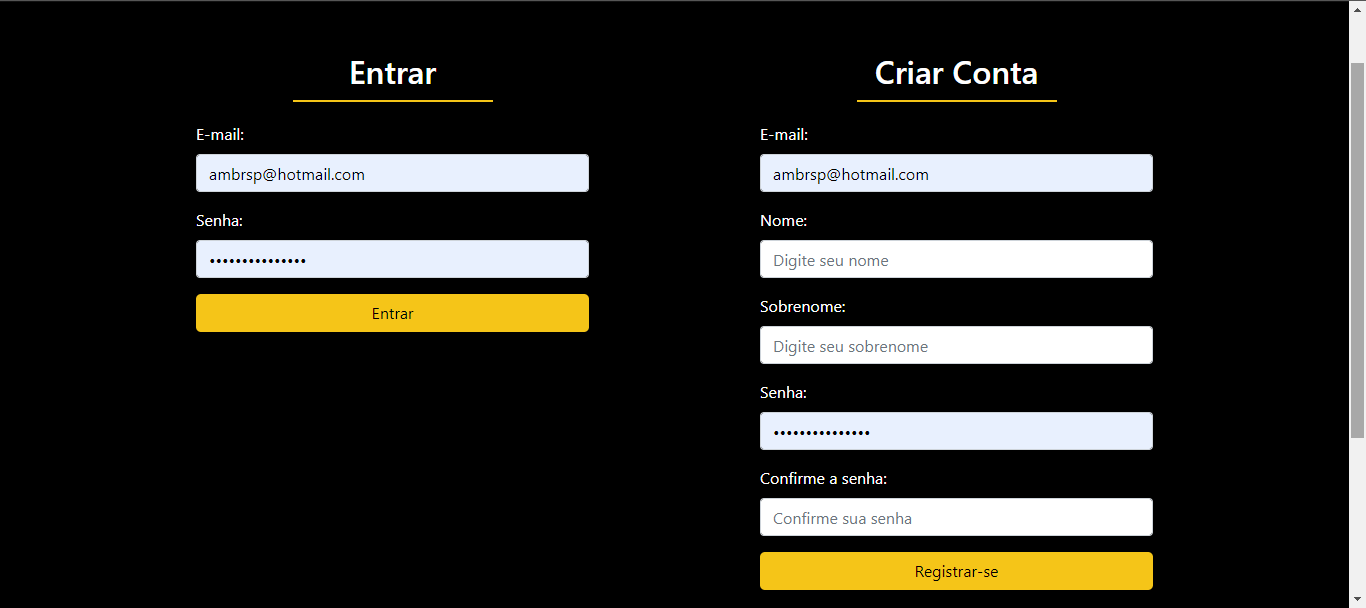 Entrar
E-mail:
ambrsp@hotmail.com
Senha:
•••••••••••••••
Entrar
Criar Conta
E-mail:
ambrsp@hotmail.com
Nome:
Digite seu nome
Sobrenome:
Digite seu sobrenome
Senha:
•••••••••••••••
Confirme a senha:
Confirme sua senha
Registrar-se